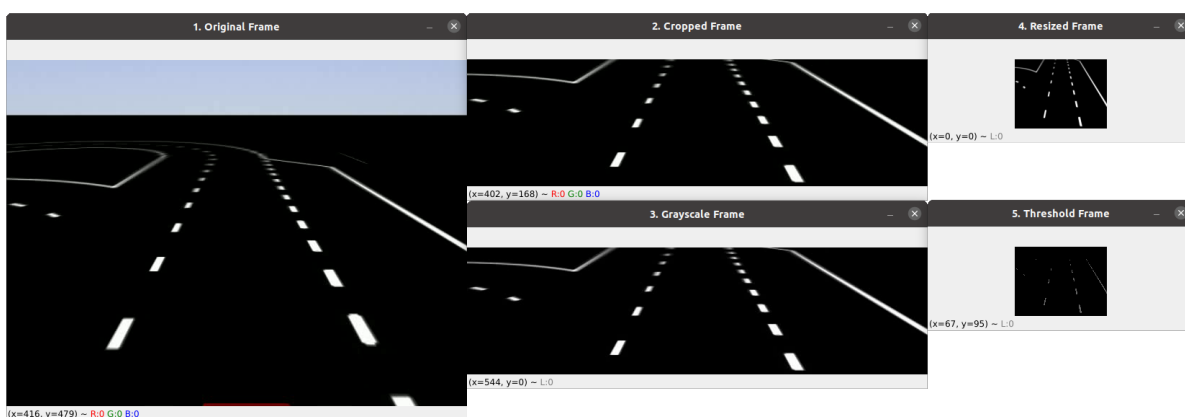 1. Original Frame
(x=416, y=479) ~ R:0 G:0 B:0
2. Cropped Frame
(x=402, y=168) ~ R:0 G:0 B:0
3. Grayscale Frame
(x=544, y=0) ~ L:0
4. Resized Frame
(x=0, y=0) ~ L:0
5. Threshold Frame
(x=67, y=95) ~ L:0